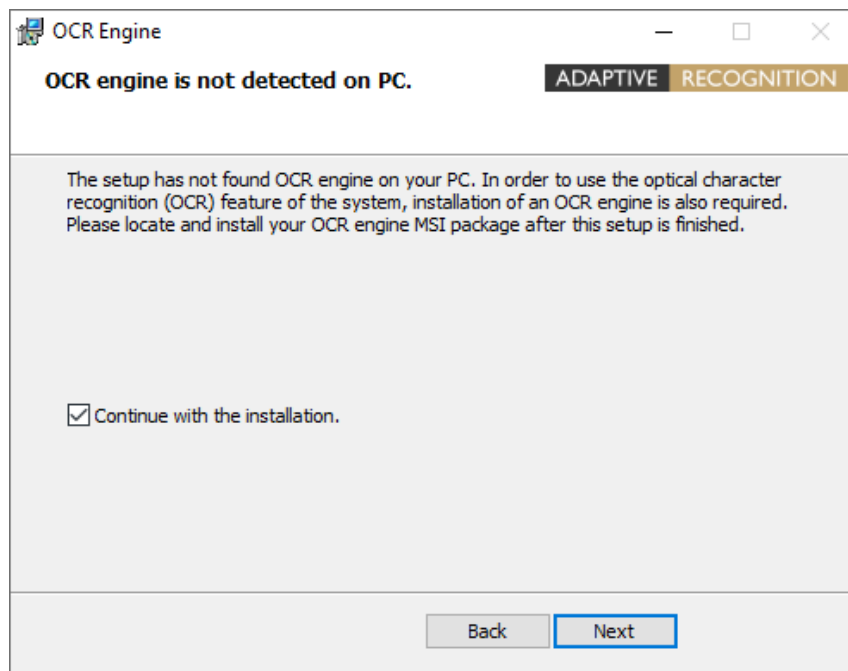 OCR Engine
OCR engine is not detected on PC.
ADAPTIVE RECOGNITION
The setup has not found OCR engine on your PC. In order to use the optical character
recognition (OCR) feature of the system, installation of an OCR engine is also required.
Please locate and install your OCR engine MSI package after this setup is finished.
Continue with the installation.
Back
Next